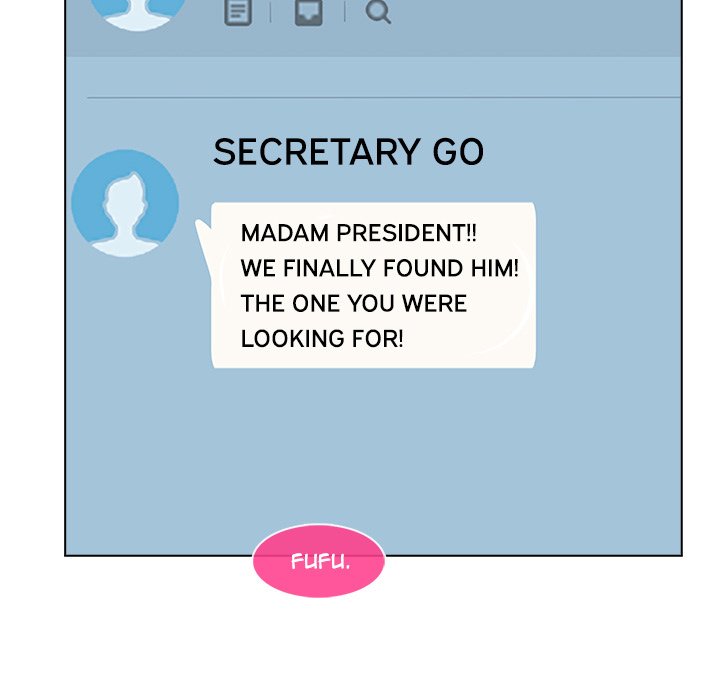 SECRETARY GO
MADAM PRESIDENT!!
WE FINALLY FOUND HIM!
THE ONE YOU WERE
LOOKING FOR!
FUFU.